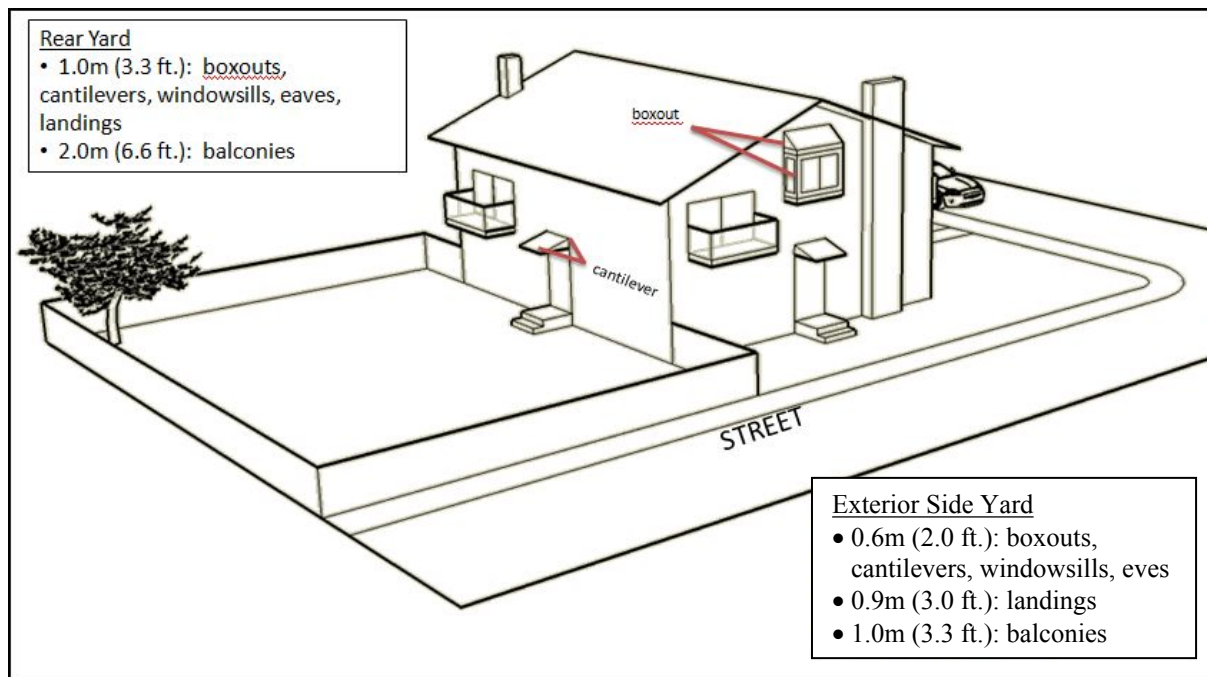 Rear Yard
• 1.0m (3.3 ft.): boxouts,
cantilevers, windowsills, eaves,
landings
• 2.0m (6.6 ft.): balconies
boxout
cantilever
STREET
Exterior Side Yard
• 0.6m (2.0 ft.): boxouts,
cantilevers, windowsills, eves
• 0.9m (3.0 ft.): landings
• 1.0m (3.3 ft.): balconies